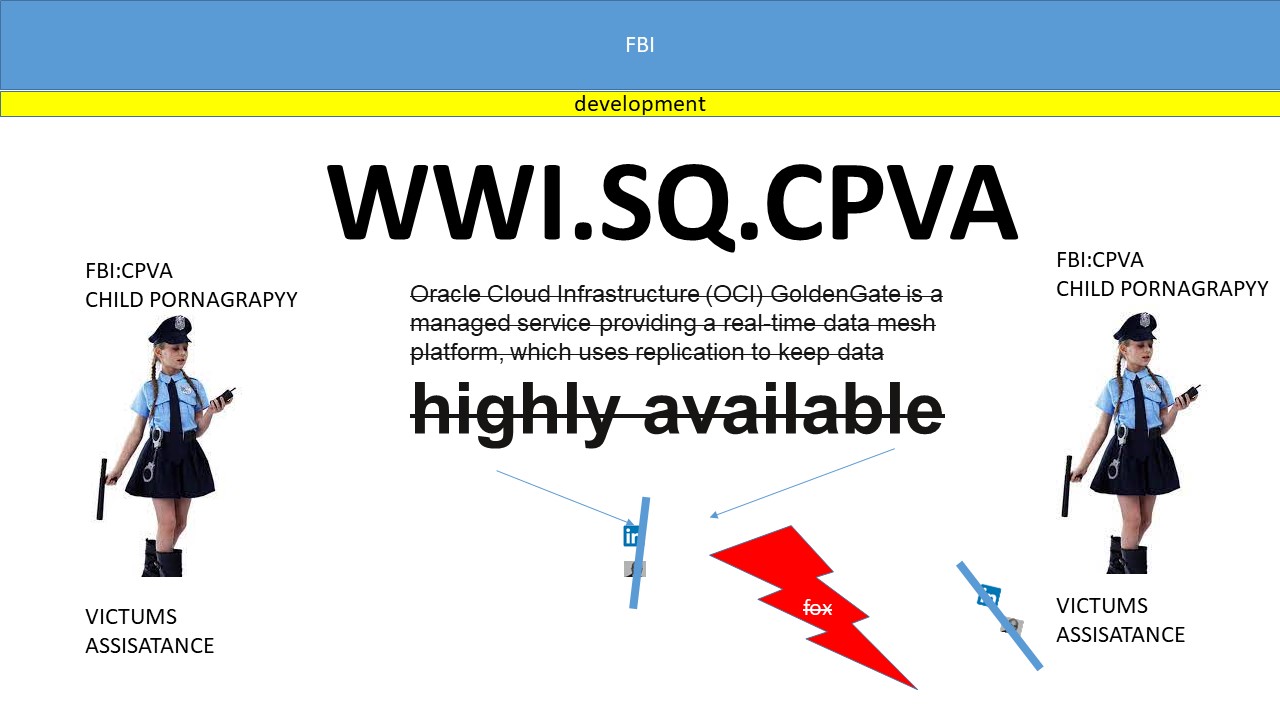 FBI
development
WWI.SQ.CPVA
FBI:CPVA
CHILD PORNAGRAPYY
FBI:CPVA
CHILD PORNAGRAPYY
Oracle Cloud Infrastructure (OCI) GoldenGate is a
managed service providing a real-time data mesh
platform, which uses replication to keep data
highly available
in
fox
in
VICTUMS
ASSISATANCE
VICTUMS
ASSISATANCE